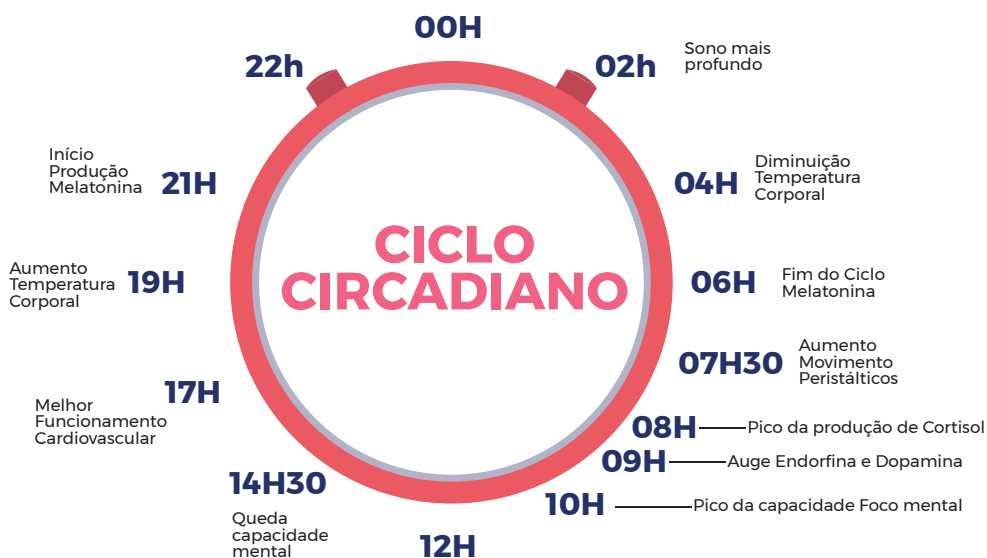 00H
22h
02h
Sono mais
profundo
Início
Produção
Melatonina
21H
04H
Diminuição
Temperatura
Corporal
CICLO
CIRCADIANO
Aumento
Temperatura
Corporal
19H
06H
Fim do Ciclo
Melatonina
07H30
Aumento
Movimento
Peristálticos
17H
Melhor
Funcionamento
Cardiovascular
08H
Pico da produção de Cortisol
09H
Auge Endorfina e Dopamina
14H30
Queda
capacidade
mental
10H
Pico da capacidade Foco mental
12H